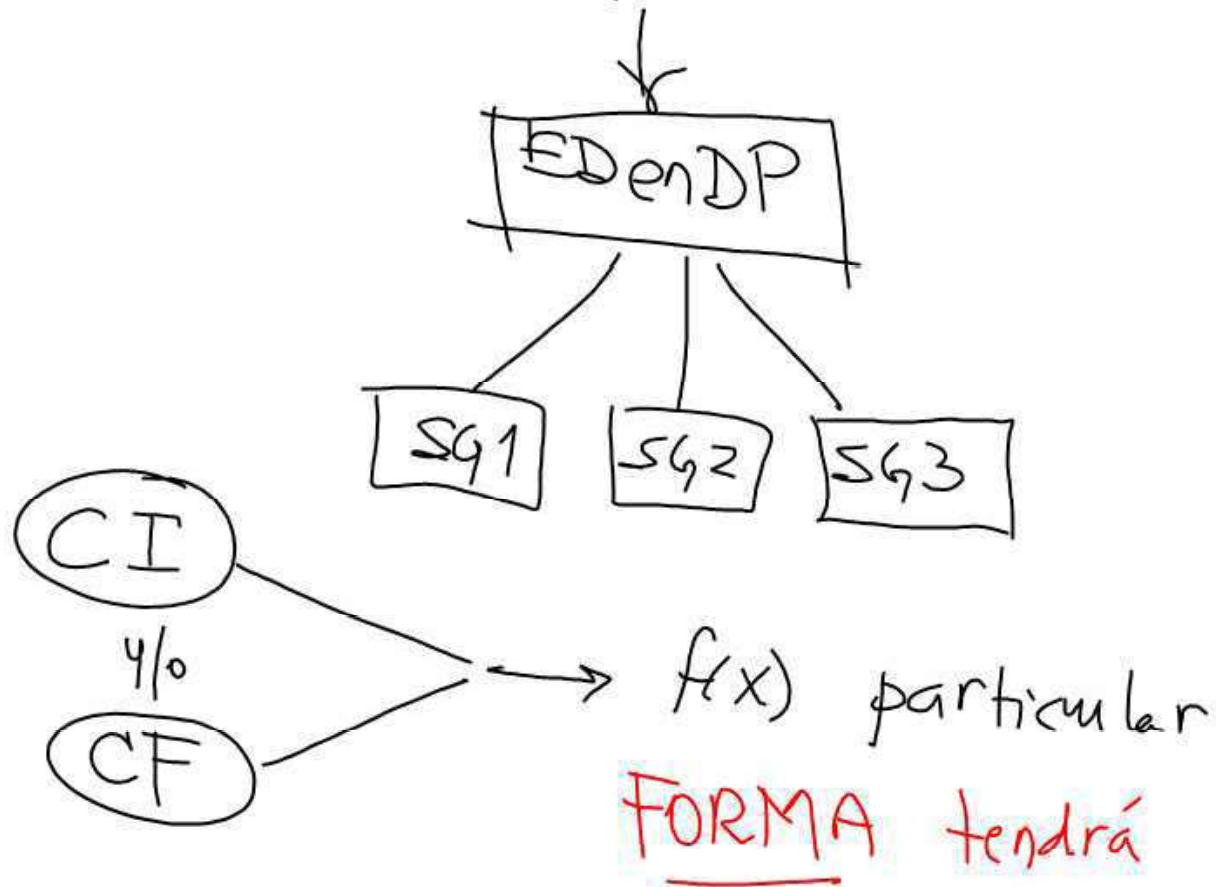 EDenDP
SG1 SG2 SG3
CI
y/o
CF
f(x) particular
FORMA tendrá